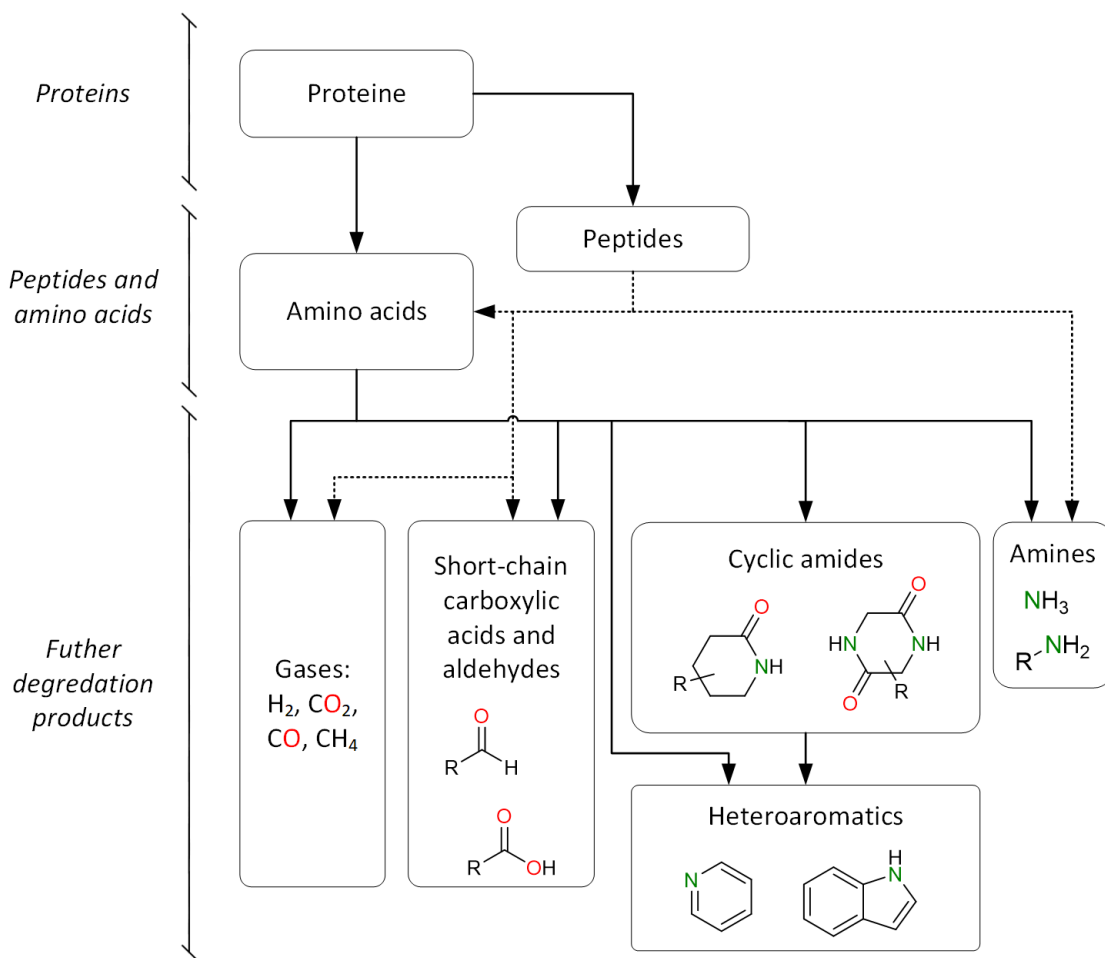 Proteins
Proteine
Peptides
Peptides and
amino acids
Amino acids
Futher
degredation
products
Gases:
H₂, CO₂,
CO, CH₄
Short-chain
carboxylic
acids and
aldehydes
O
R
H
O
R
OH
Cyclic amides
O
NH
R
O
NH
NH
R
O
Amines
NH₃
R
NH₂
Heteroaromatics
N
H
N